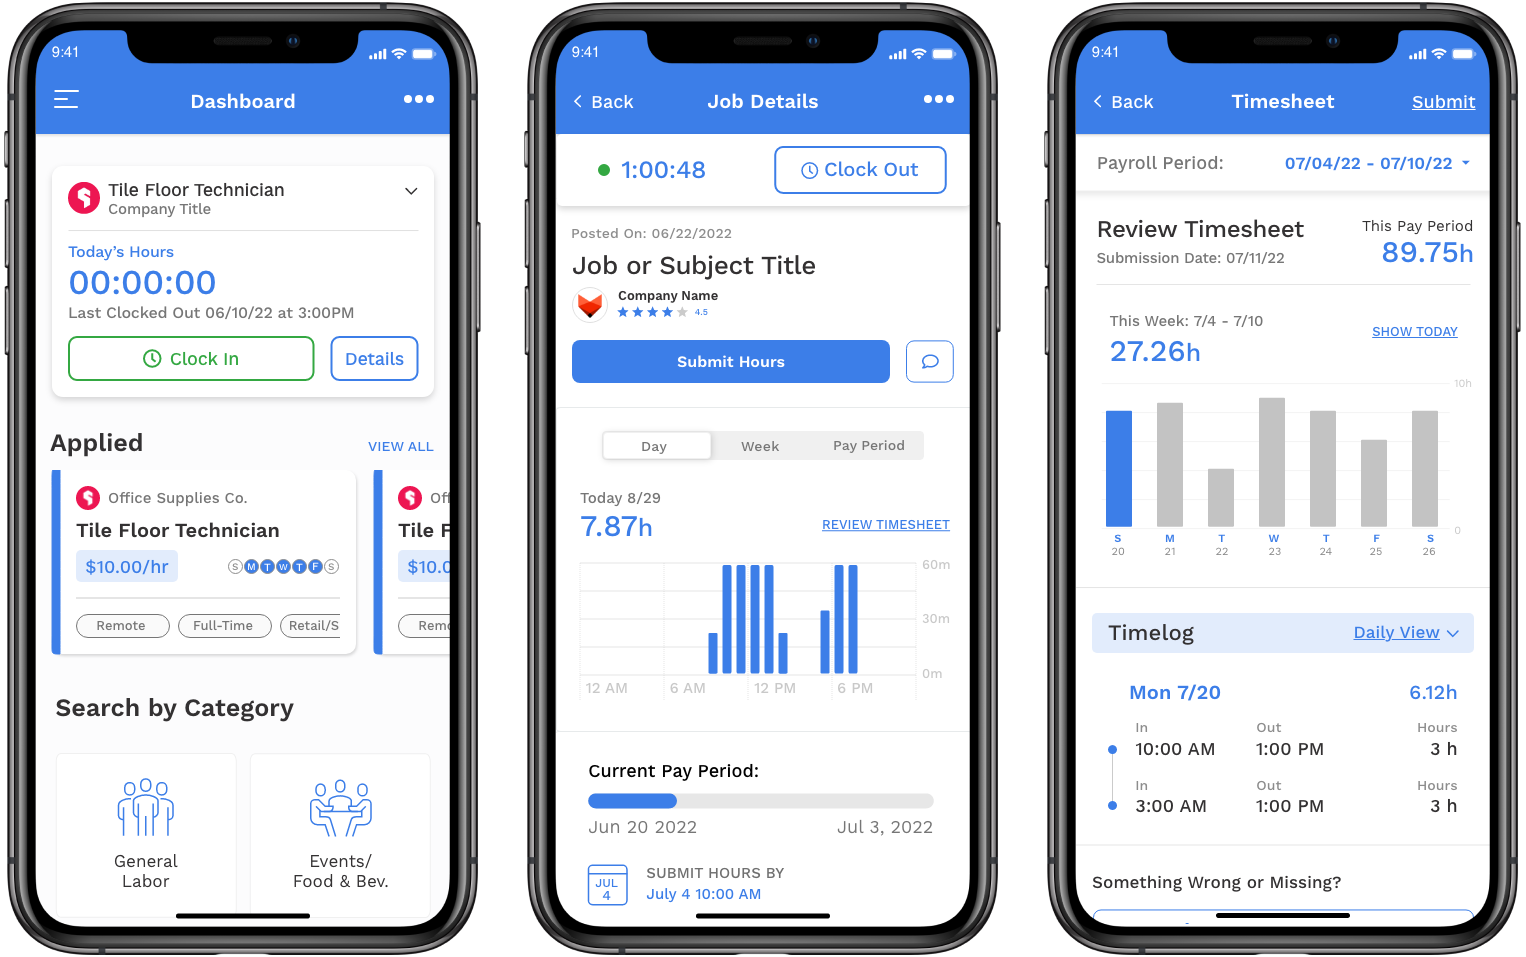 9:41
Dashboard
Tile Floor Technician
Company Title
Today's Hours
00:00:00
Last Clocked Out 06/10/22 at 3:00PM
Clock In
Details
Applied
VIEW ALL
Office Supplies Co.
Tile Floor Technician
$10.00/hr
S M T W T F S
Remote
Full-Time
Retail/S
Off
Tile F
$10.0
Remo
Search by Category
General
Labor
Events/
Food & Bev.
9:41
Back
Job Details
1:00:48
Clock Out
Posted On: 06/22/2022
Job or Subject Title
Company Name
4.5
Submit Hours
Day
Week
Pay Period
Today 8/29
7.87h
REVIEW TIMESHEET
60m
30m
0m
12 AM
6 AM
12 PM
6 PM
Current Pay Period:
Jun 20 2022
Jul 3, 2022
JUL
4
SUBMIT HOURS BY
July 4 10:00 AM
9:41
Back
Timesheet
Submit
Payroll Period:
07/04/22 - 07/10/22
Review Timesheet
Submission Date: 07/11/22
This Pay Period
89.75h
This Week: 7/4 - 7/10
27.26h
SHOW TODAY
10h
0
S M T W T F S
20 21 22 23 24 25 26
Timelog
Daily View
Mon 7/20
6.12h
In Out Hours
10:00 AM 1:00 PM 3 h
In Out Hours
3:00 AM 1:00 PM 3 h
Something Wrong or Missing?